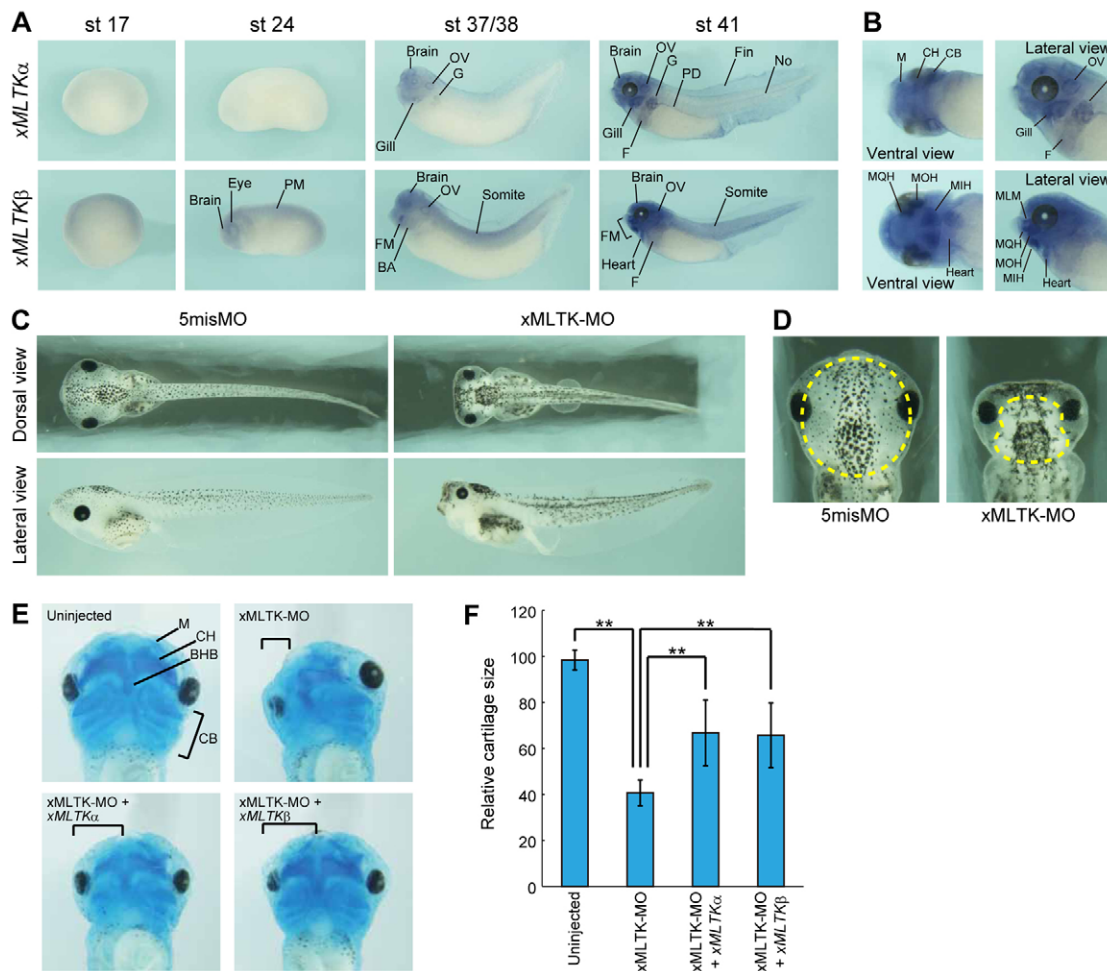 A
st 17 st 24 st 37/38 st 41
xMLTKα
Brain
OV
G
Gill
Brain
OV
G
PD
Fin
No
Gill
F
xMLTKβ
Brain
Eye
PM
Brain
OV
Somite
FM
BA
Brain
OV
Somite
FM
Heart
F
B
M CH CB
Ventral view
Lateral view
OV
Gill
F
MQH
MOH
MIH
Heart
Ventral view
Lateral view
MLM
MQH
MOH
MIH
Heart
C
5misMO xMLTK-MO
Dorsal view
Lateral view
D
5misMO xMLTK-MO
E
Uninjected
M
CH
BHB
CB
xMLTK-MO
xMLTK-MO +
xMLTKα
xMLTK-MO +
xMLTKβ
F
Relative cartilage size
120
100
80
60
40
20
0
**
**
**
Uninjected
xMLTK-MO
xMLTK-MO
+ xMLTKα
xMLTK-MO
+ xMLTKβ